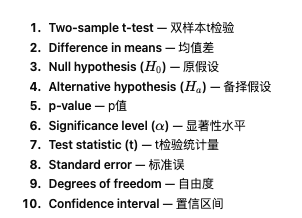 1. Two-sample t-test — 双样本t检验
2. Difference in means — 均值差
3. Null hypothesis (H₀) — 原假设
4. Alternative hypothesis (Hₐ) — 备择假设
5. p-value — p值
6. Significance level (α) — 显著性水平
7. Test statistic (t) — t检验统计量
8. Standard error — 标准误
9. Degrees of freedom — 自由度
10. Confidence interval — 置信区间